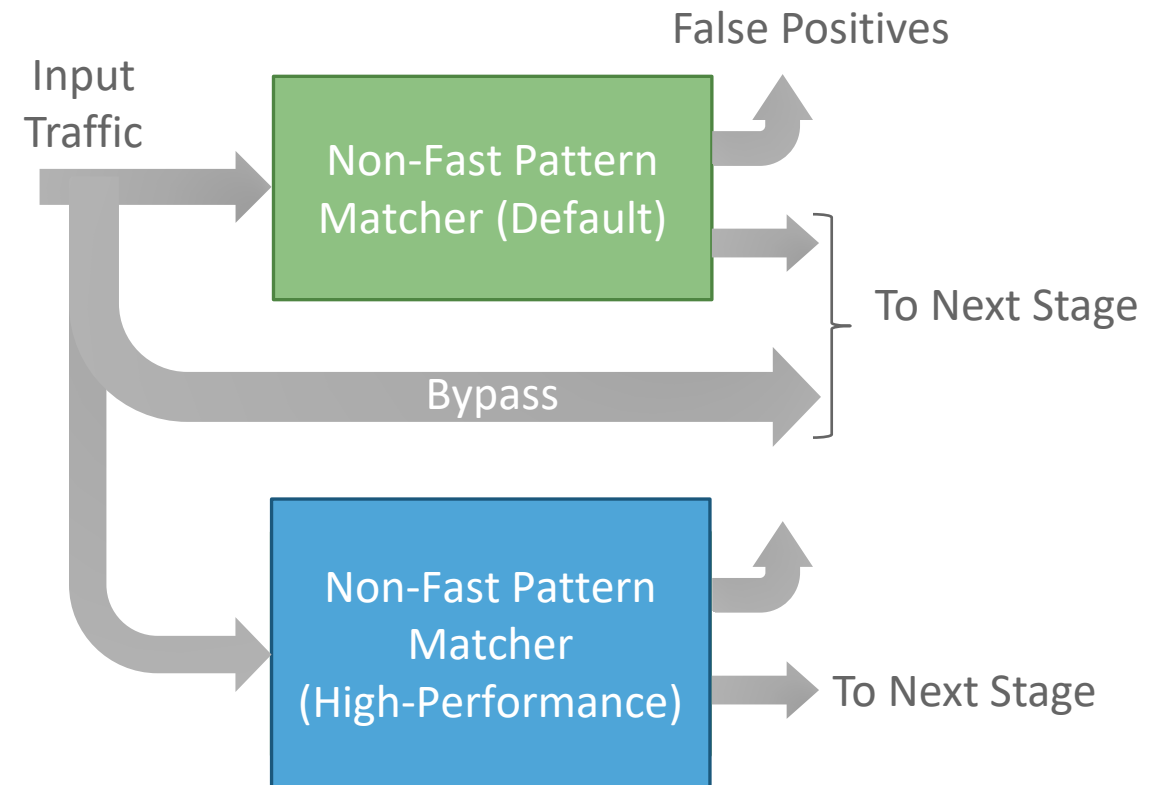 False Positives
Input
Traffic
Non-Fast Pattern
Matcher (Default)
To Next Stage
Bypass
Non-Fast Pattern
Matcher
(High-Performance)
To Next Stage